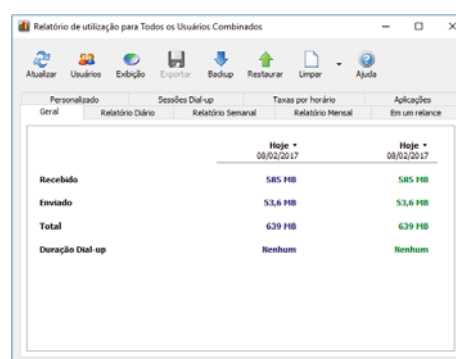 Relatório de utilização para Todos os Usuários Combinados
Atualizar Usuários Exibição Exportar Backup Restaurar Limpar Ajuda
Personalizado Sessões Dial-up Taxas por horário Aplicações
Geral Relatório Diário Relatório Semanal Relatório Mensal Em um relance
Hoje Hoje
08/02/2017 08/02/2017
Recebido 585 MB 585 MB
Enviado 53,6 MB 53,6 MB
Total 639 MB 639 MB
Duração Dial-up Nenhum Nenhum